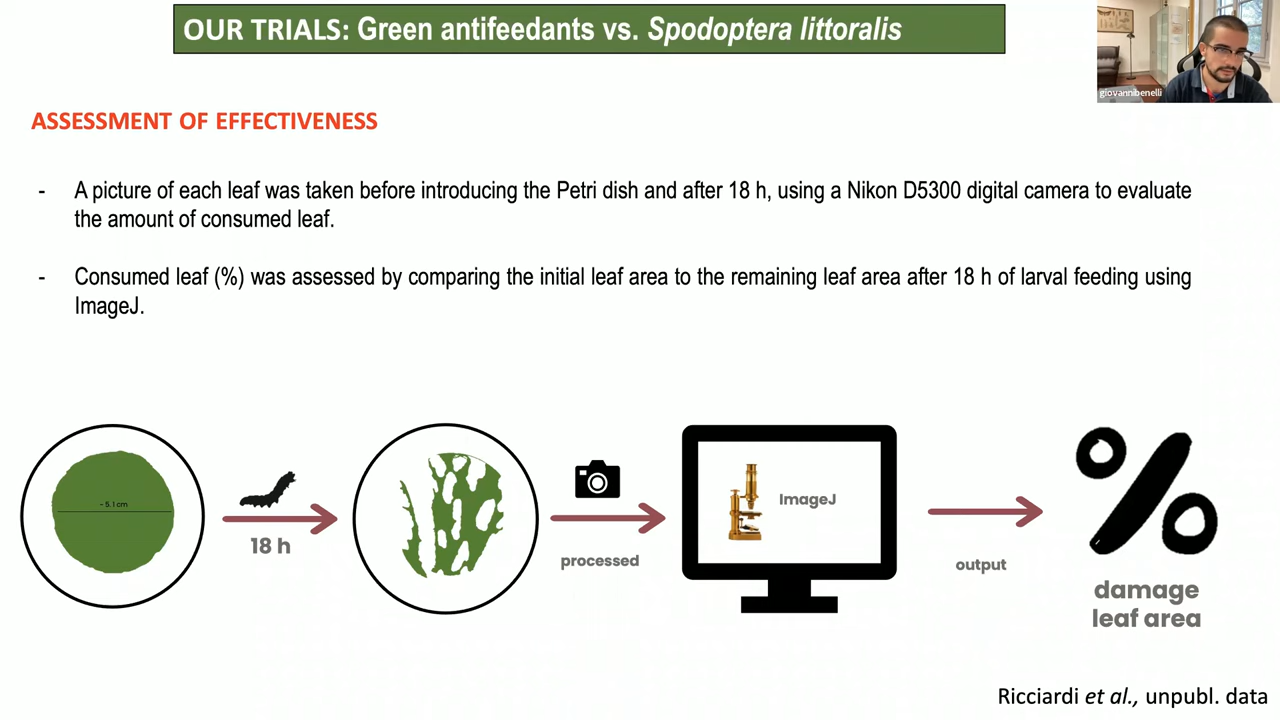 OUR TRIALS: Green antifeedants vs. Spodoptera littoralis
giovannibenelli
ASSESSMENT OF EFFECTIVENESS
- A picture of each leaf was taken before introducing the Petri dish and after 18 h, using a Nikon D5300 digital camera to evaluate
the amount of consumed leaf.
- Consumed leaf (%) was assessed by comparing the initial leaf area to the remaining leaf area after 18 h of larval feeding using
ImageJ.
~ 5.1 cm
18 h
processed
ImageJ
output
%
damage
leaf area
Ricciardi et al., unpubl. data